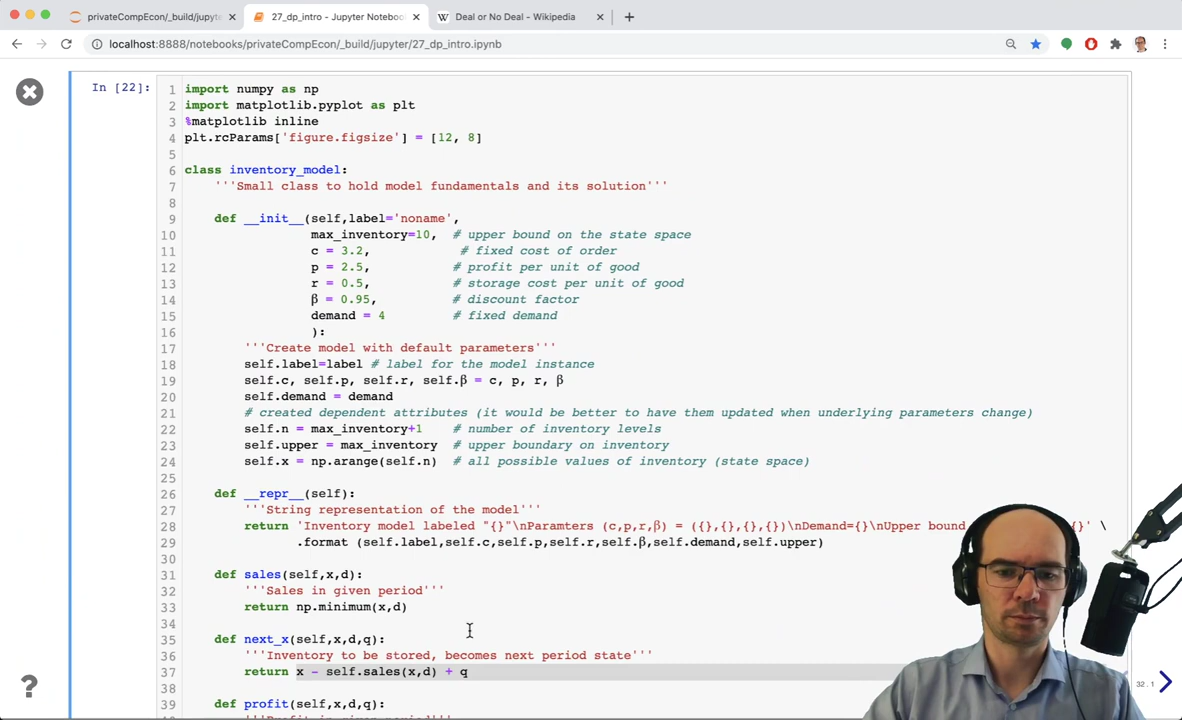 privateCompEcon/_build/jupyte
27_dp_intro - Jupyter Noteboo
W Deal or No Deal - Wikipedia
localhost:8888/notebooks/privateCompEcon/_build/jupyter/27_dp_intro.ipynb
In [22]:
1 import numpy as np
2 import matplotlib.pyplot as plt
3 %matplotlib inline
4 plt.rcParams['figure.figsize'] = [12, 8]
5
6 class inventory_model:
7 '''Small class to hold model fundamentals and its solution'''
8
9 def __init__(self,label='noname',
10 max_inventory=10, # upper bound on the state space
11 c = 3.2, # fixed cost of order
12 p = 2.5, # profit per unit of good
13 r = 0.5, # storage cost per unit of good
14 β = 0.95, # discount factor
15 demand = 4 # fixed demand
16 ):
17 '''Create model with default parameters'''
18 self.label=label # label for the model instance
19 self.c, self.p, self.r, self.β = c, p, r, β
20 self.demand = demand
21 # created dependent attributes (it would be better to have them updated when underlying parameters change)
22 self.n = max_inventory+1 # number of inventory levels
23 self.upper = max_inventory # upper boundary on inventory
24 self.x = np.arange(self.n) # all possible values of inventory (state space)
25
26 def __repr__(self):
27 '''String representation of the model'''
28 return 'Inventory model labeled "{}"\nParamters (c,p,r,β) = ({},{},{},{})\nDemand={}\nUpper bound }' \
29 .format (self.label,self.c,self.p,self.r,self.β,self.demand,self.upper)
30
31 def sales(self,x,d):
32 '''Sales in given period'''
33 return np.minimum(x,d)
34
35 def next_x(self,x,d,q):
36 '''Inventory to be stored, becomes next period state'''
37 return x - self.sales(x,d) + q
38
39 def profit(self,x,d,q):
?
32.1